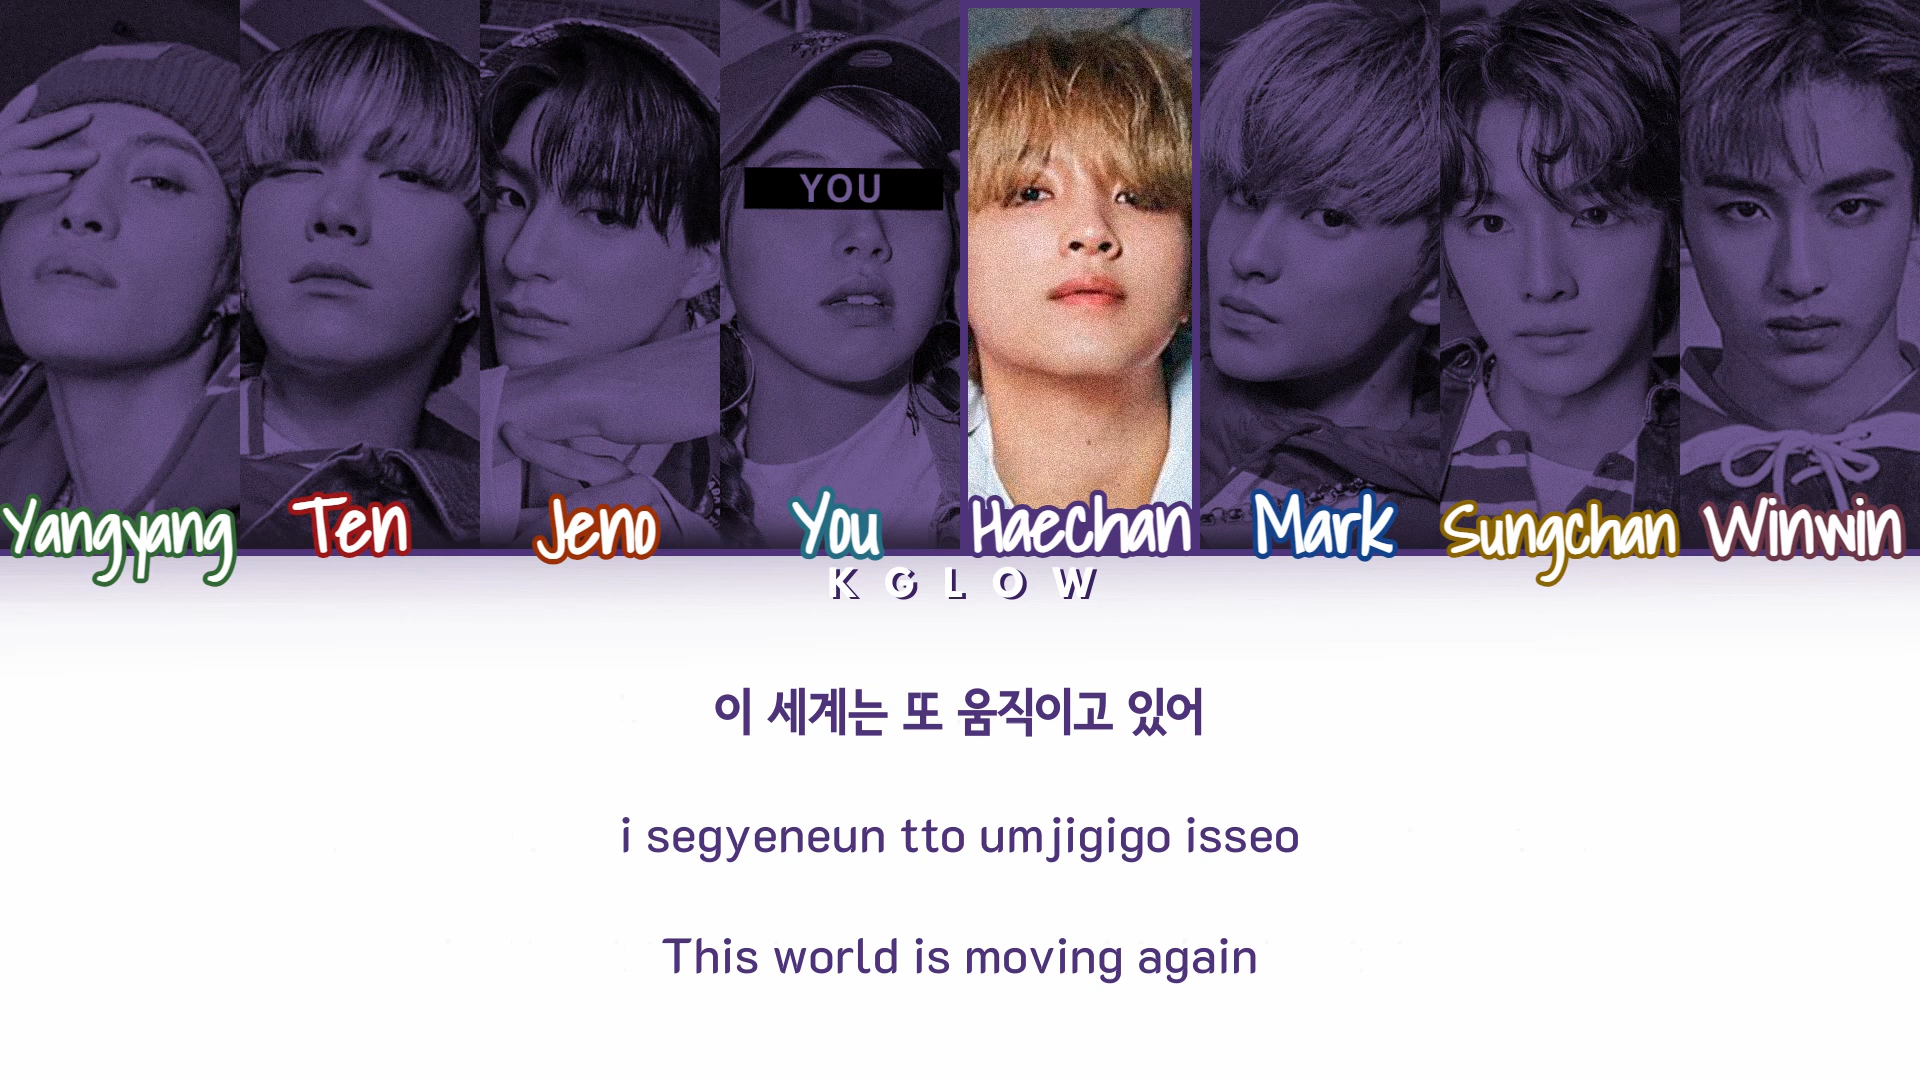 YOU
Yangyang Ten Jeno You Haechan Mark Sungchan Winwin
K G L O W
이 세계는 또 움직이고 있어
i segyeneun tto umjigigo isseo
This world is moving again